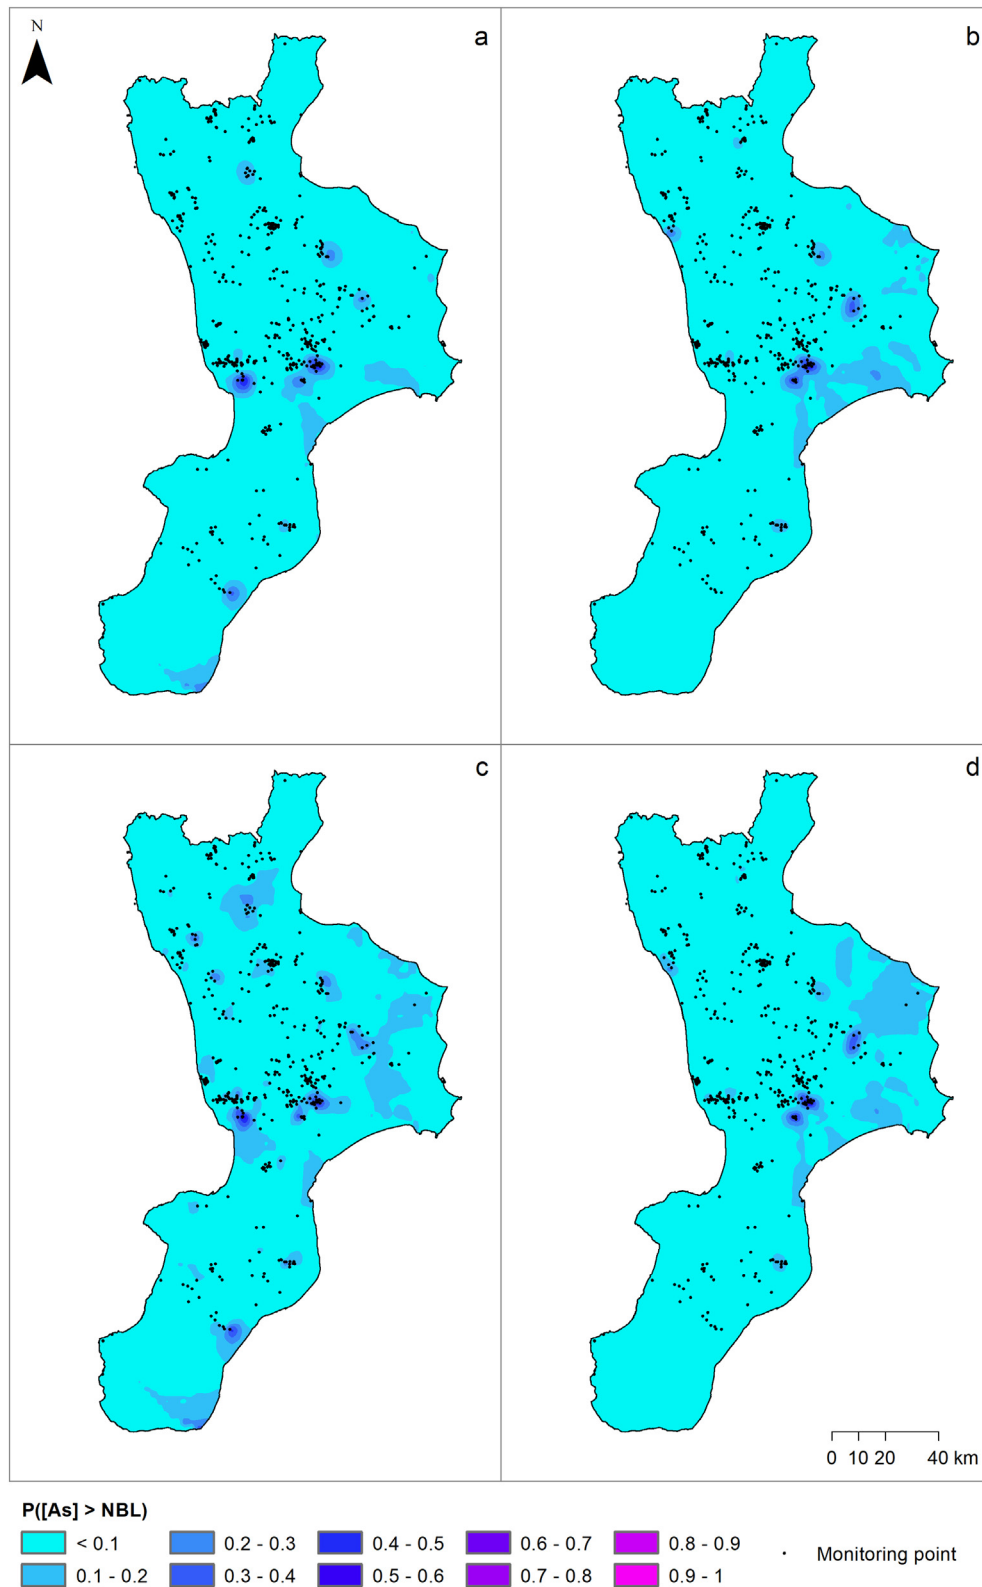 N
a
b
c
d
0 10 20 40 km
P([As] > NBL)
< 0.1 0.2 - 0.3 0.4 - 0.5 0.6 - 0.7 0.8 - 0.9
0.1 - 0.2 0.3 - 0.4 0.5 - 0.6 0.7 - 0.8 0.9 - 1
Monitoring point